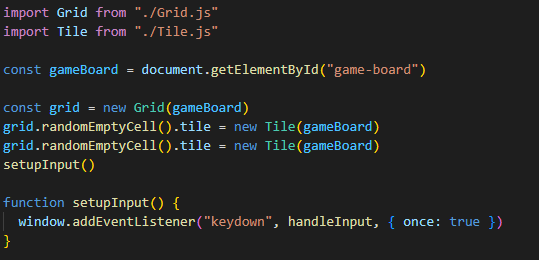 import Grid from "./Grid.js"
import Tile from "./Tile.js"
const gameBoard = document.getElementById("game-board")
const grid = new Grid(gameBoard)
grid.randomEmptyCell().tile = new Tile(gameBoard)
grid.randomEmptyCell().tile = new Tile(gameBoard)
setupInput()
function setupInput() {
  window.addEventListener("keydown", handleInput, { once: true })
}